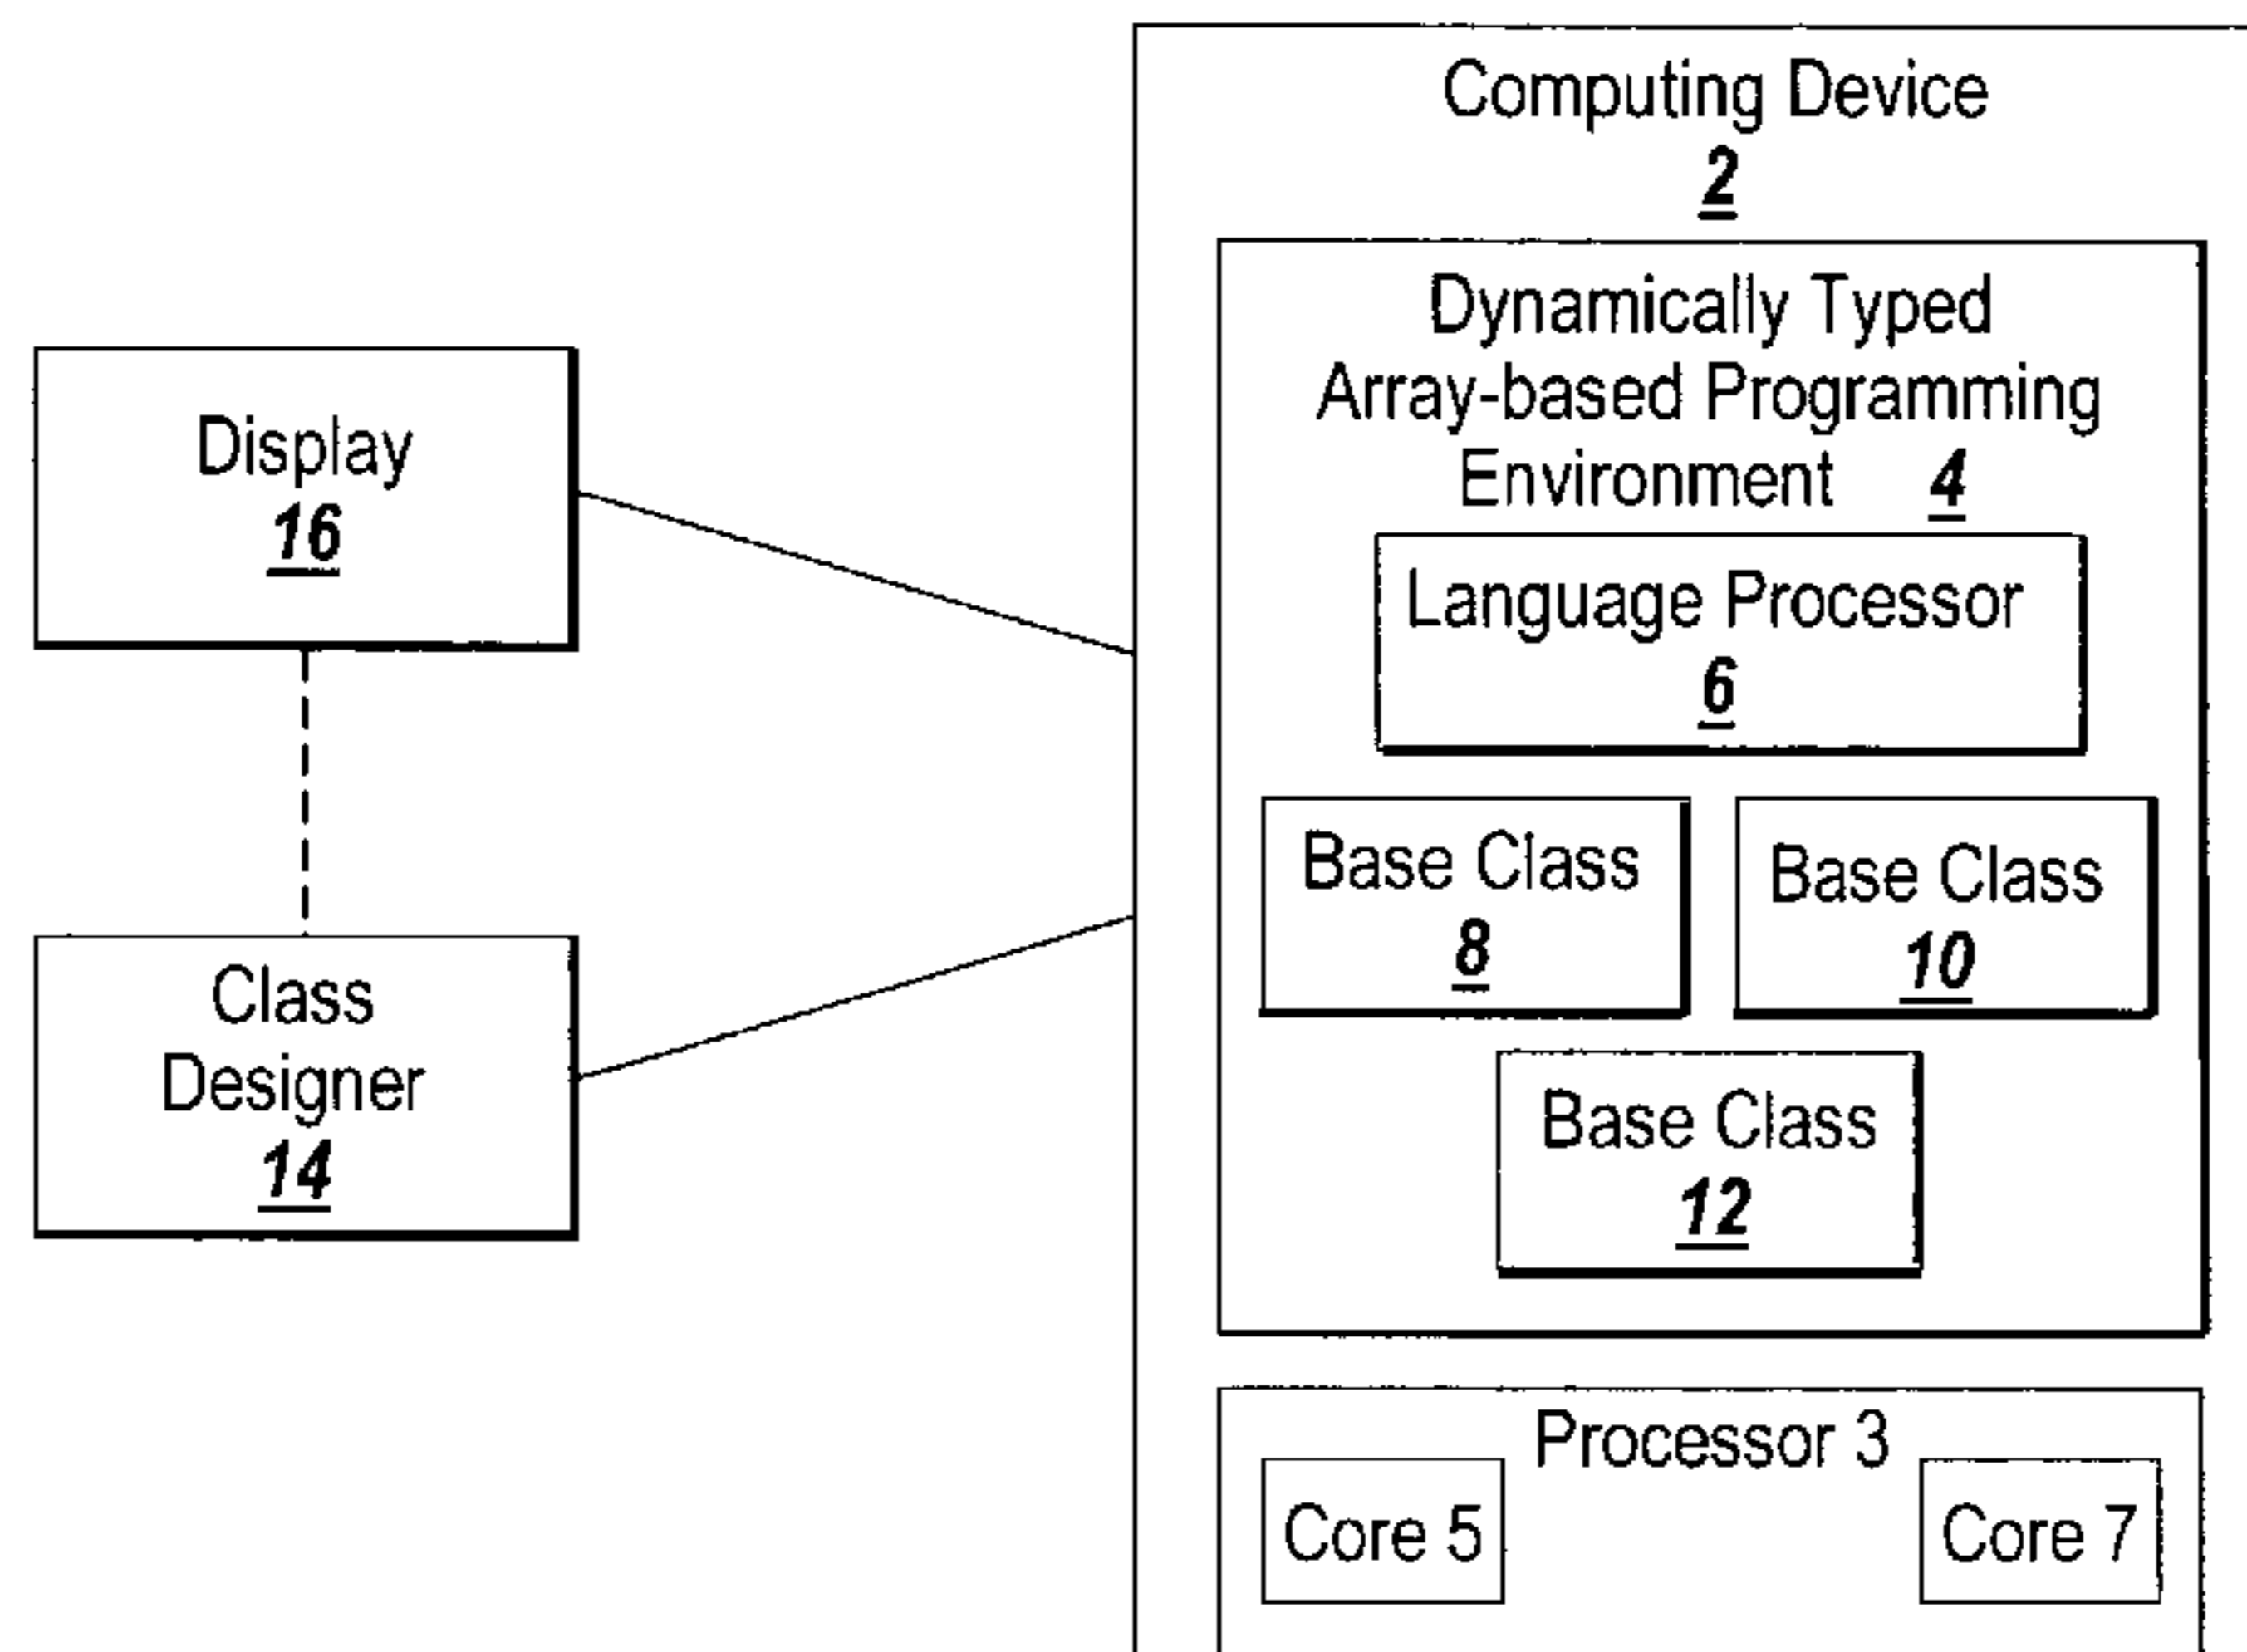 Computing Device
2
Dynamically Typed
Array-based Programming
Environment 4
Language Processor
6
Base Class
8
Base Class
10
Base Class
12
Processor 3
Core 5
Core 7
Display
16
Class
Designer
14